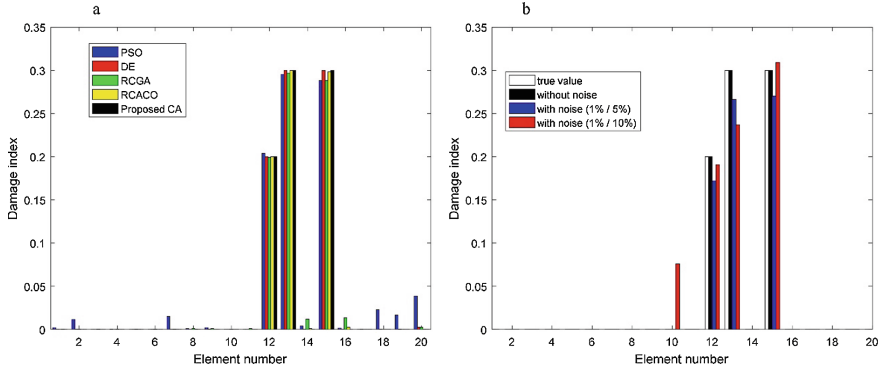 a
0.35
0.3
0.25
0.2
0.15
0.1
0.05
0
Damage index
PSO
DE
RCGA
RCACO
Proposed CA
2 4 6 8 10 12 14 16 18 20
Element number
b
0.35
0.3
0.25
0.2
0.15
0.1
0.05
0
Damage index
true value
without noise
with noise (1% / 5%)
with noise (1% / 10%)
2 4 6 8 10 12 14 16 18 20
Element number